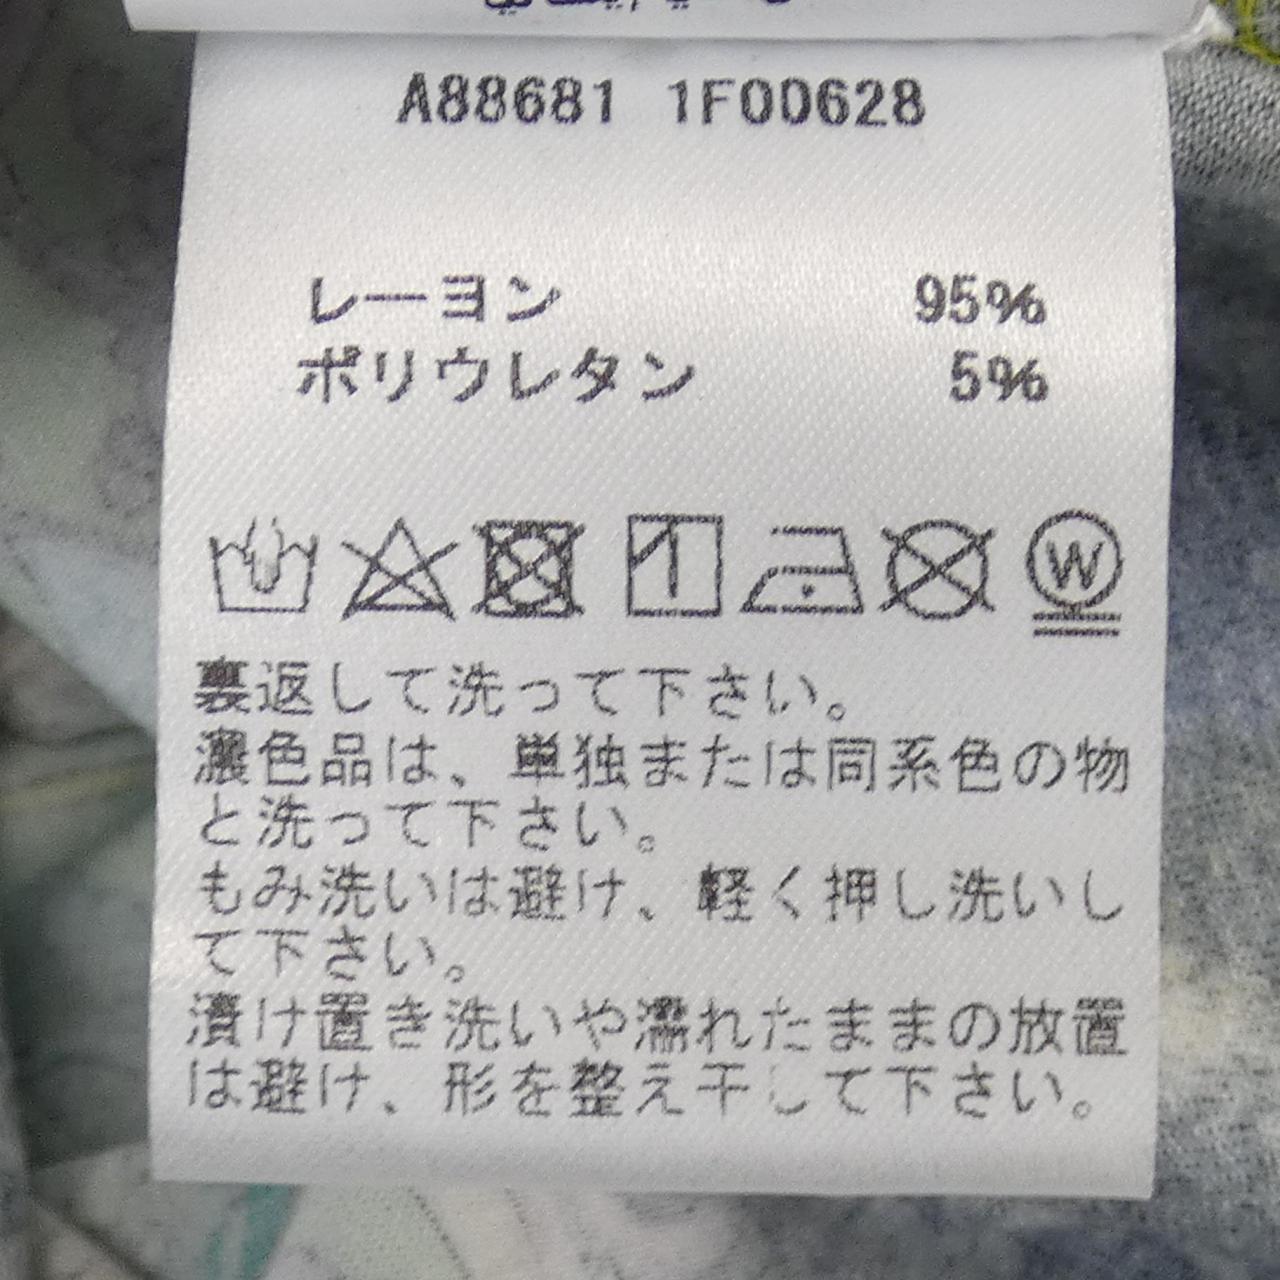 A88681 1F00628
レーヨン 95%
ポリウレタン 5%
W
裏返して洗って下さい。
濃色品は、単独または同系色の物
と洗って下さい。
もみ洗いは避け、軽く押し洗いし
て下さい。
漬け置き洗いや濡れたままの放置
は避け、形を整え干して下さい。